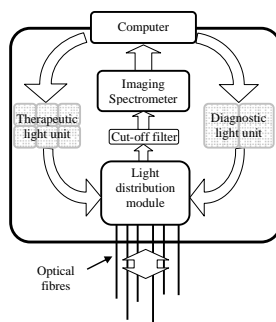 Computer
Imaging
Spectrometer
Therapeutic
light unit
Diagnostic
light unit
Cut-off filter
Light
distribution
module
Optical
fibres